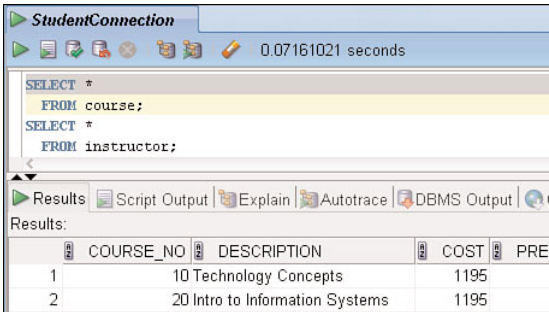 StudentConnection
0.07161021 seconds
SELECT *
FROM course;
SELECT *
FROM instructor;
Results Script Output Explain Autotrace DBMS Output
Results:
COURSE_NO DESCRIPTION COST PRE
1 10 Technology Concepts 1195
2 20 Intro to Information Systems 1195